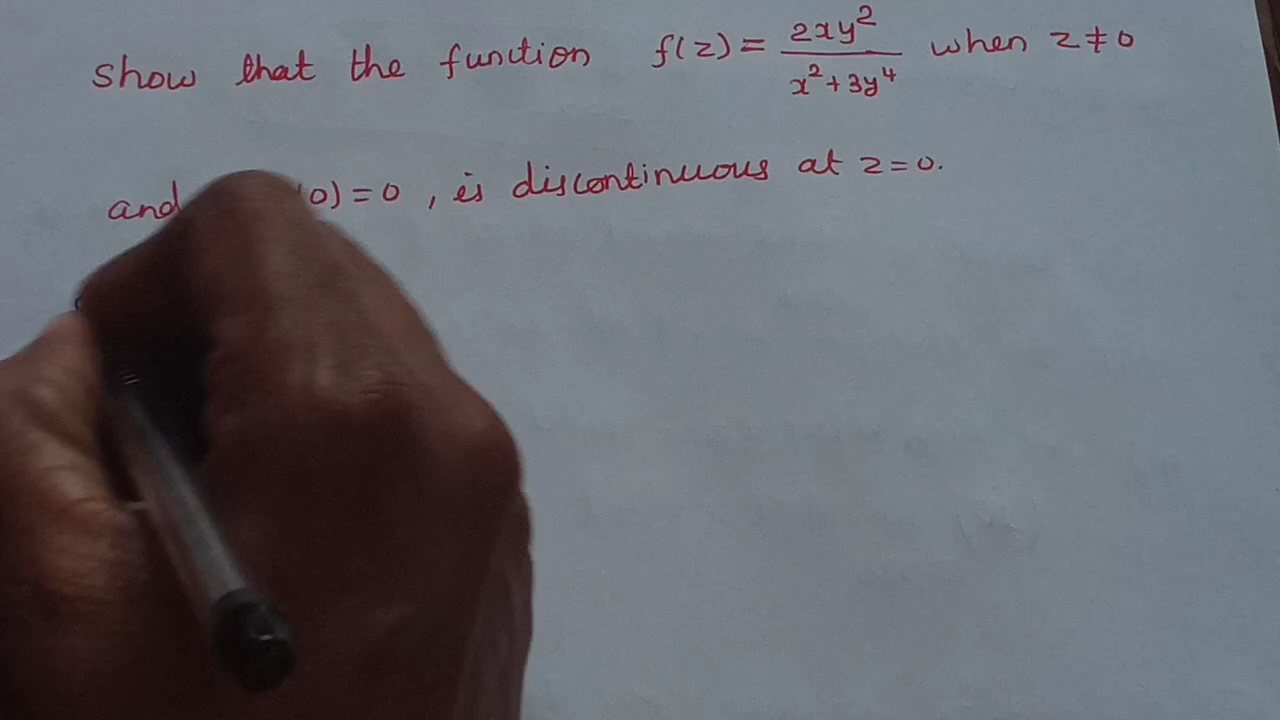 show that the function f(z) = 2xy² / x² + 3y⁴ when z ≠ 0
and (0) = 0 , is discontinuous at z = 0.